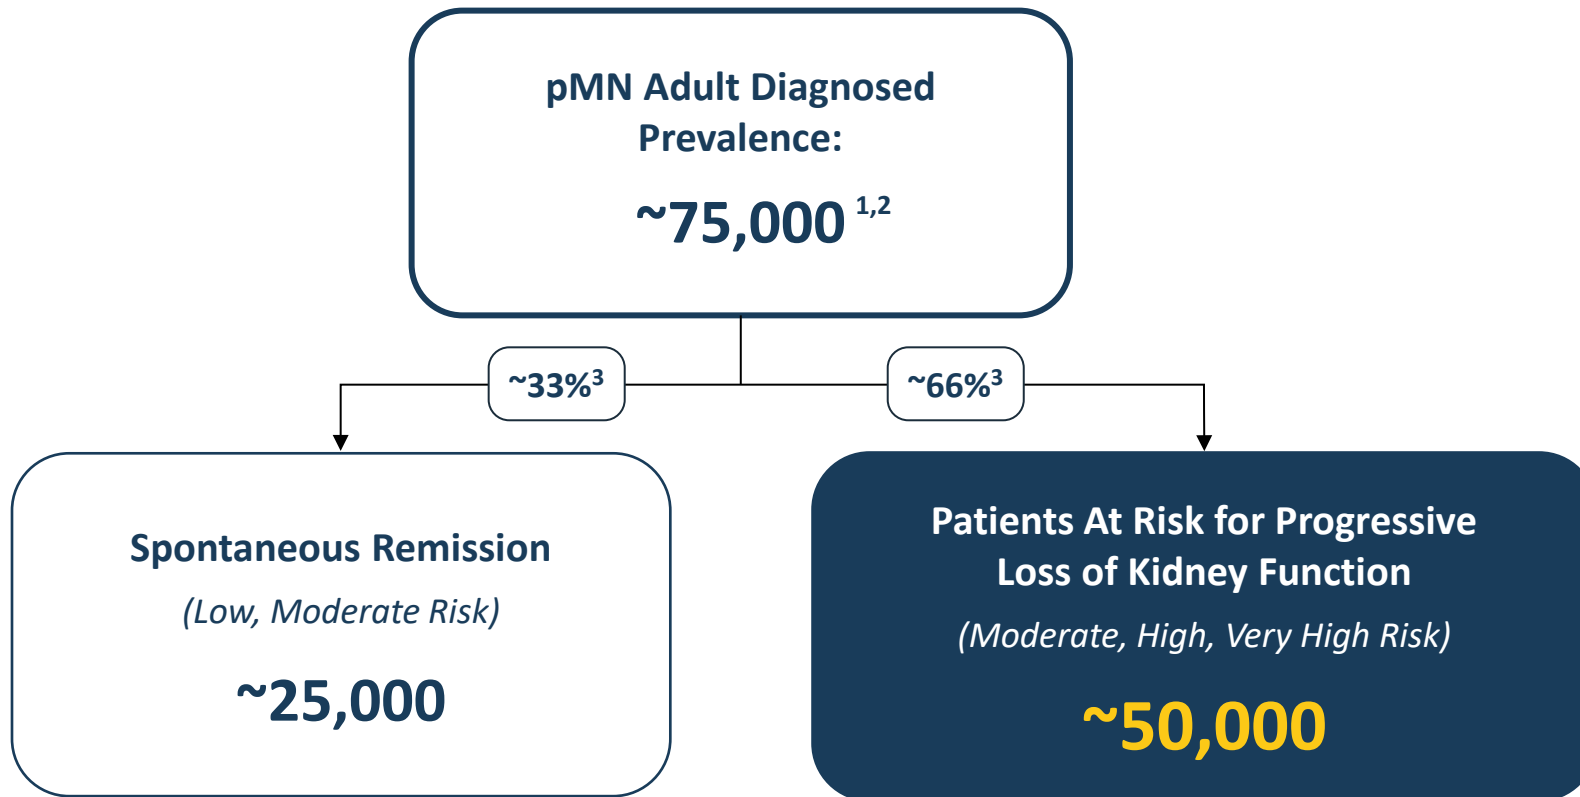 pMN Adult Diagnosed
Prevalence:
~75,000 1,2
~33%3
~66%3
Spontaneous Remission
(Low, Moderate Risk)
~25,000
Patients At Risk for Progressive
Loss of Kidney Function
(Moderate, High, Very High Risk)
~50,000